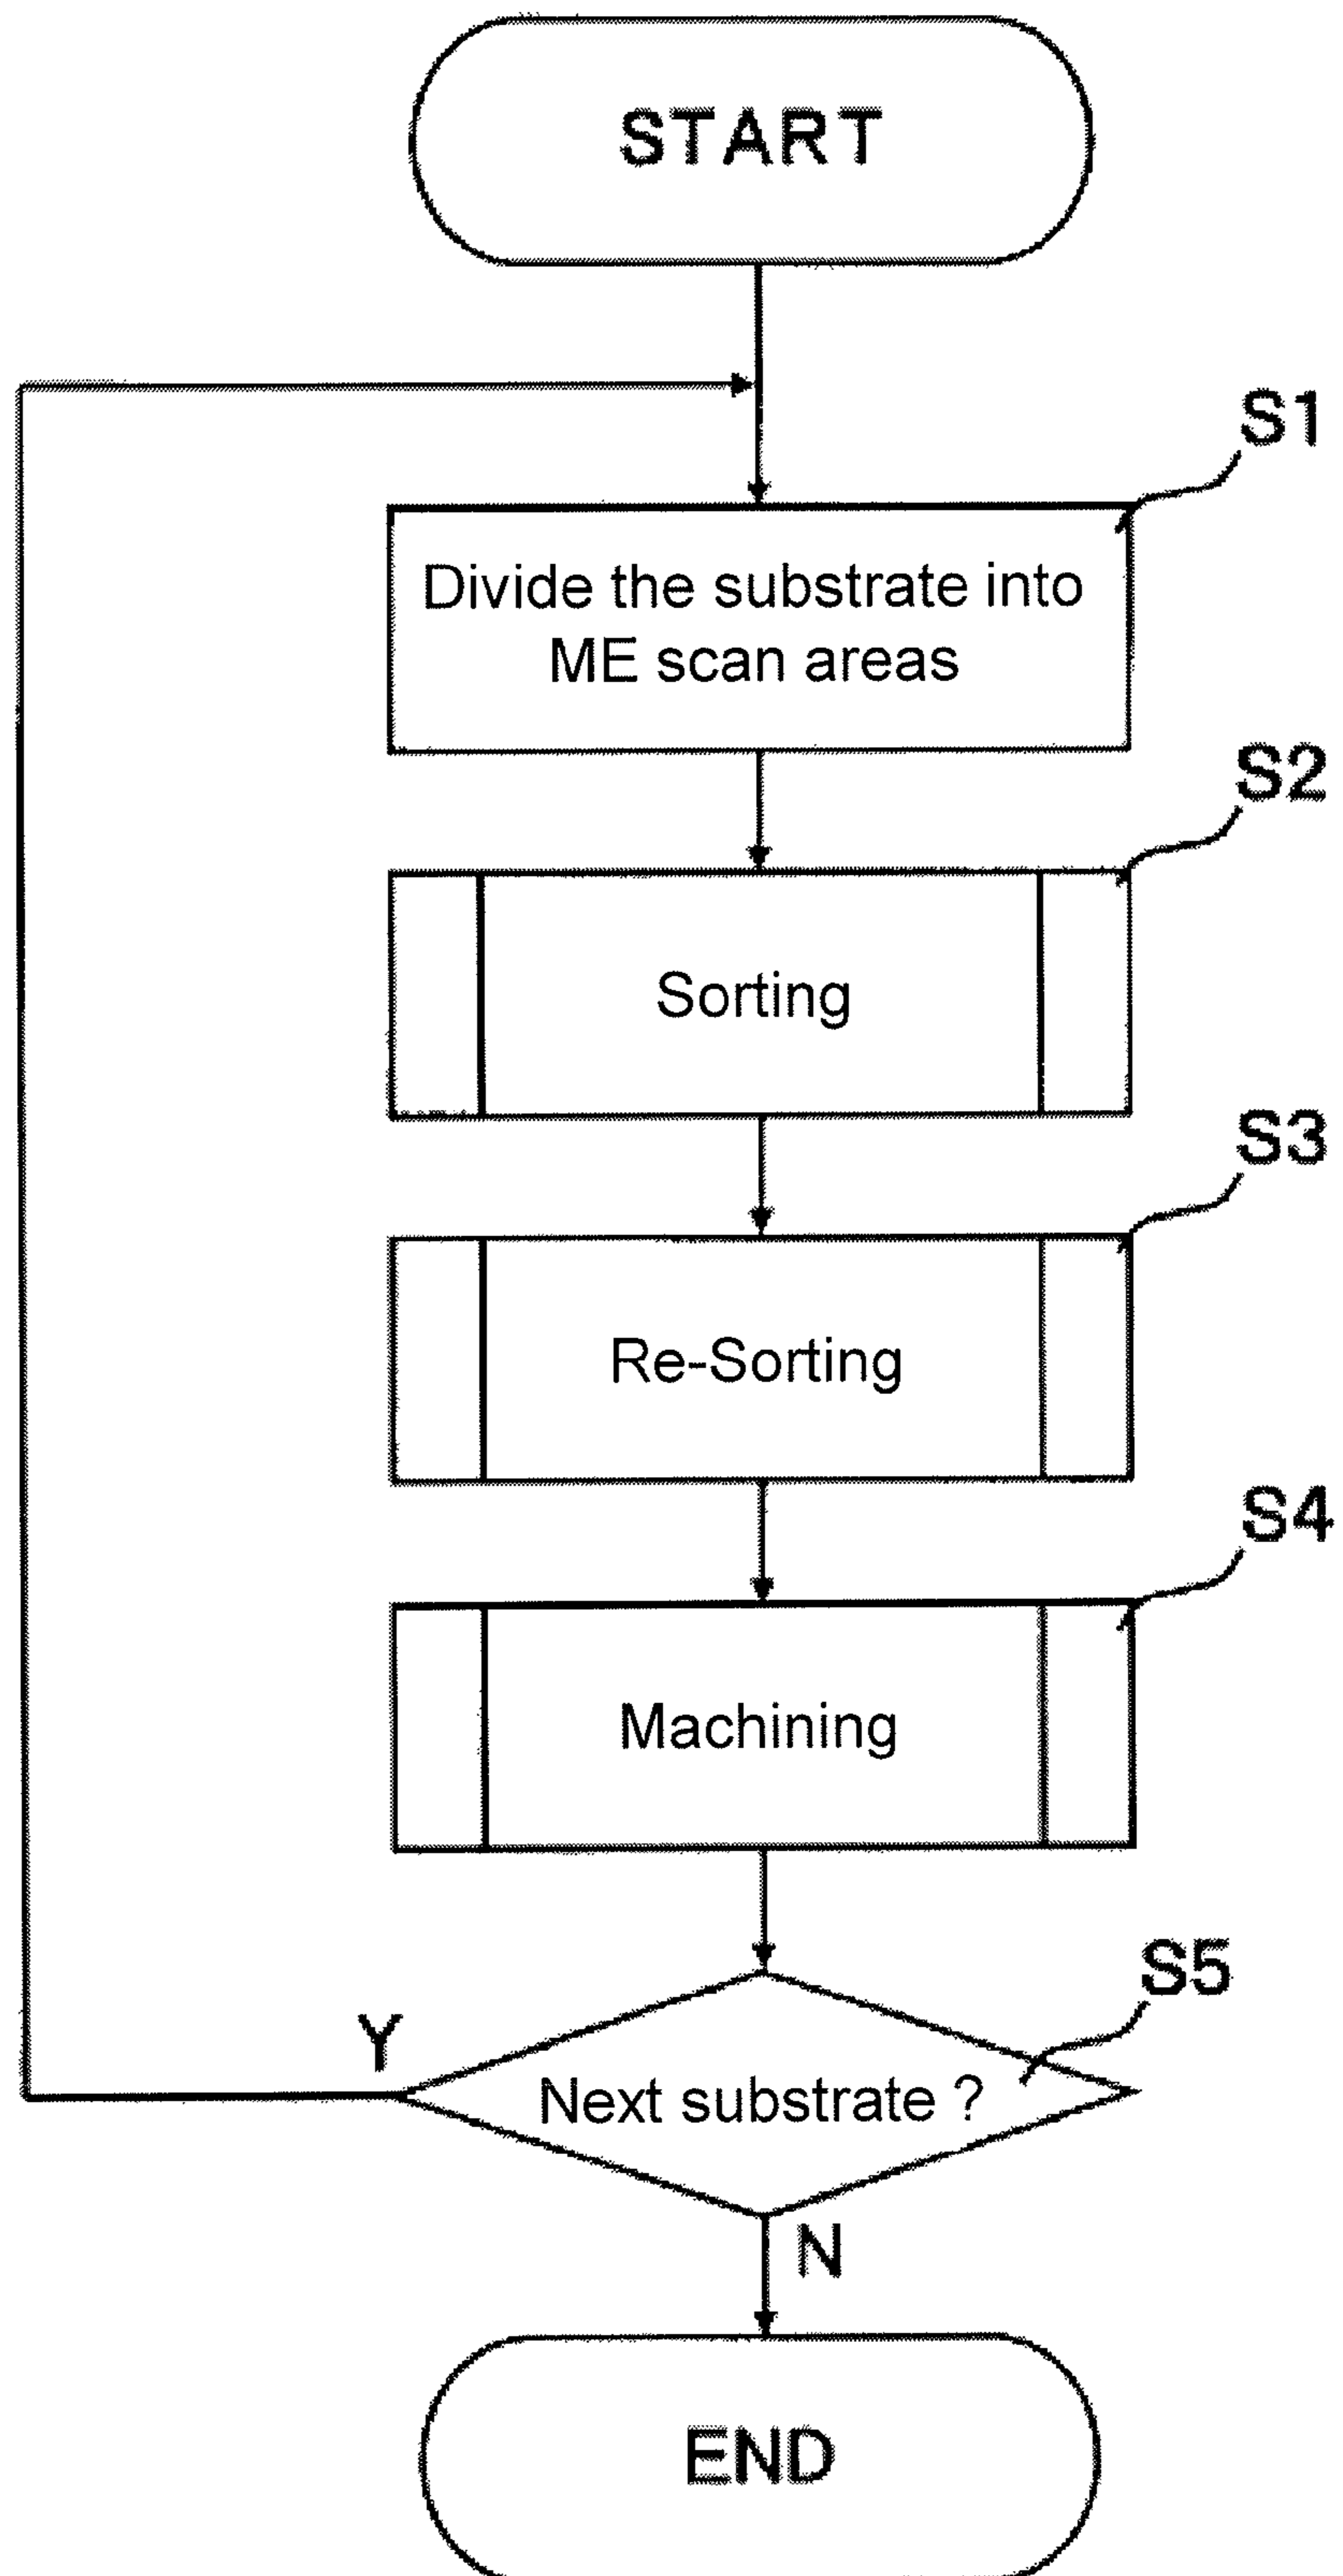 START
S1
Divide the substrate into
ME scan areas
S2
Sorting
S3
Re-Sorting
S4
Machining
S5
Y
Next substrate ?
N
END